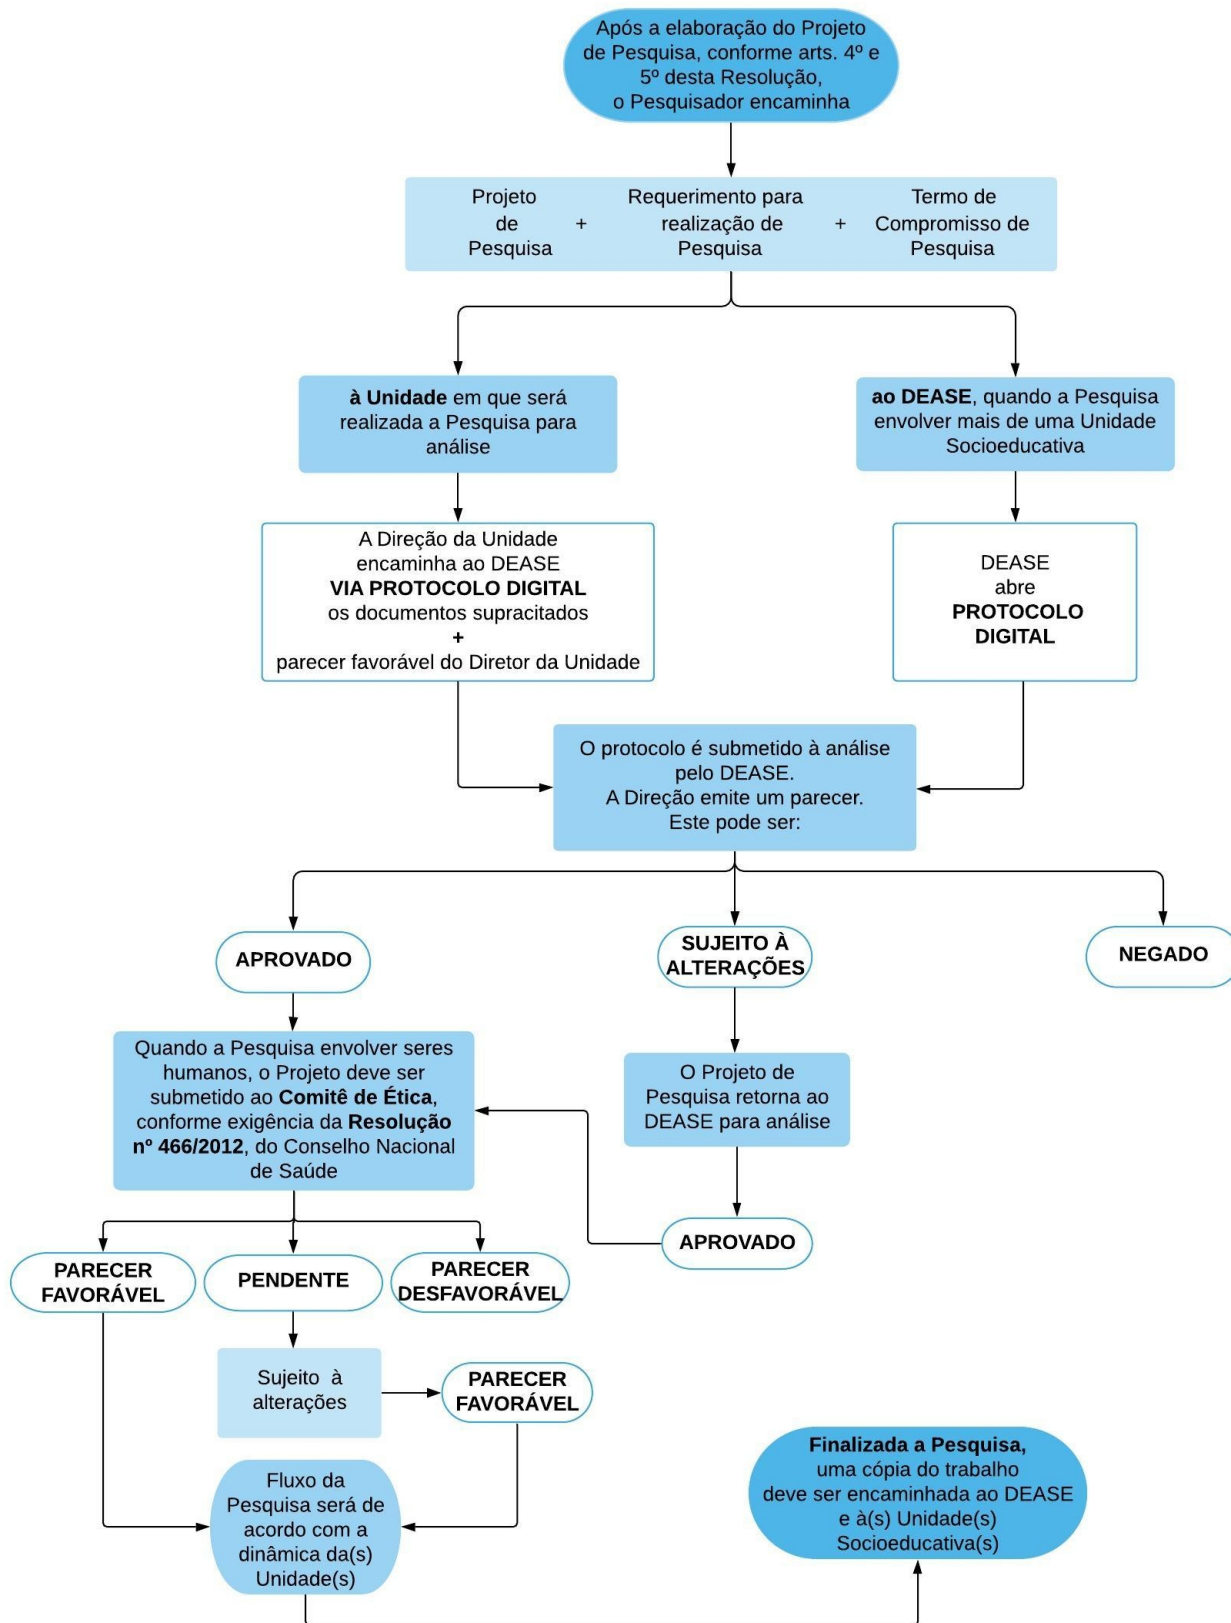 Após a elaboração do Projeto
de Pesquisa, conforme arts. 4º e
5º desta Resolução,
o Pesquisador encaminha
Projeto
de
Pesquisa
+
Requerimento para
realização de
Pesquisa
+
Termo de
Compromisso de
Pesquisa
à Unidade em que será
realizada a Pesquisa para
análise
ao DEASE, quando a Pesquisa
envolver mais de uma Unidade
Socioeducativa
A Direção da Unidade
encaminha ao DEASE
VIA PROTOCOLO DIGITAL
os documentos supracitados
+
parecer favorável do Diretor da Unidade
DEASE
abre
PROTOCOLO
DIGITAL
O protocolo é submetido à análise
pelo DEASE.
A Direção emite um parecer.
Este pode ser:
APROVADO
SUJEITO À
ALTERAÇÕES
NEGADO
Quando a Pesquisa envolver seres
humanos, o Projeto deve ser
submetido ao Comitê de Ética,
conforme exigência da Resolução
nº 466/2012, do Conselho Nacional
de Saúde
O Projeto de
Pesquisa retorna ao
DEASE para análise
APROVADO
PARECER
FAVORÁVEL
PENDENTE
PARECER
DESFAVORÁVEL
Sujeito à
alterações
PARECER
FAVORÁVEL
Fluxo da
Pesquisa será de
acordo com a
dinâmica da(s)
Unidade(s)
Finalizada a Pesquisa,
uma cópia do trabalho
deve ser encaminhada ao DEASE
e à(s) Unidade(s)
Socioeducativa(s)